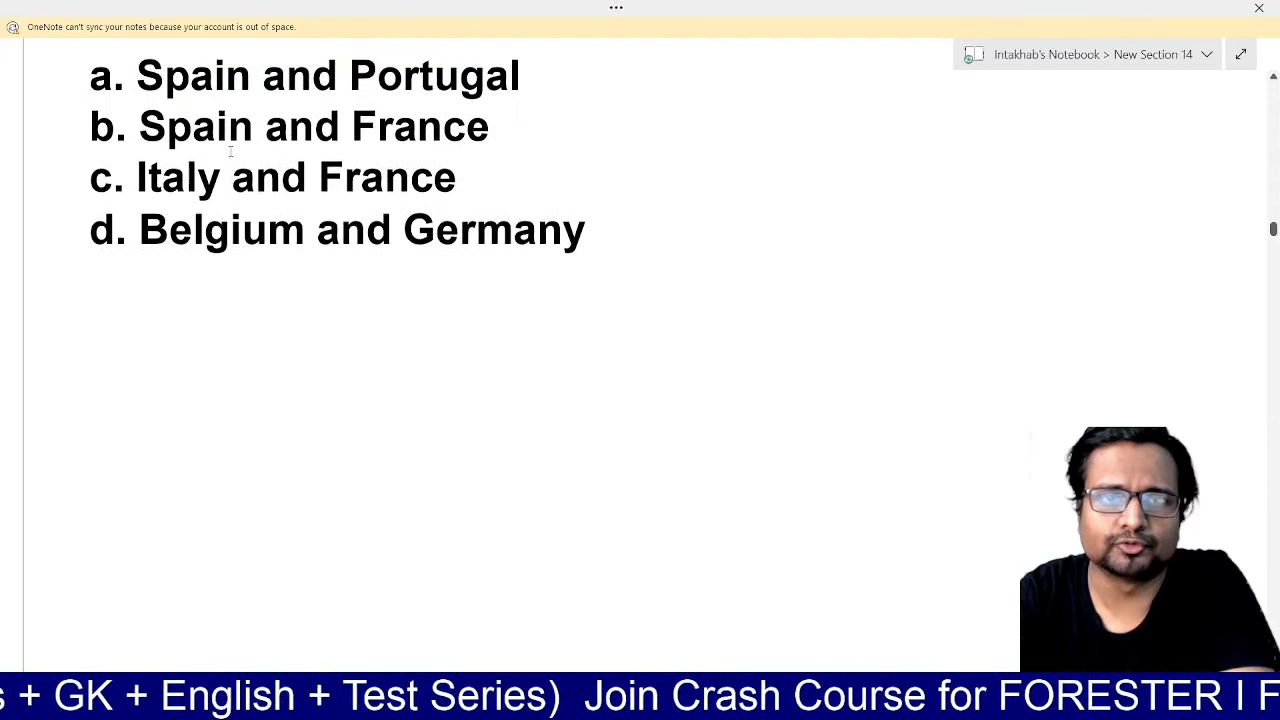 •••
OneNote can't sync your notes because your account is out of space.
Intakhab's Notebook > New Section 14
a. Spain and Portugal
b. Spain and France
c. Italy and France
d. Belgium and Germany
s + GK + English + Test Series) Join Crash Course for FORESTER I F